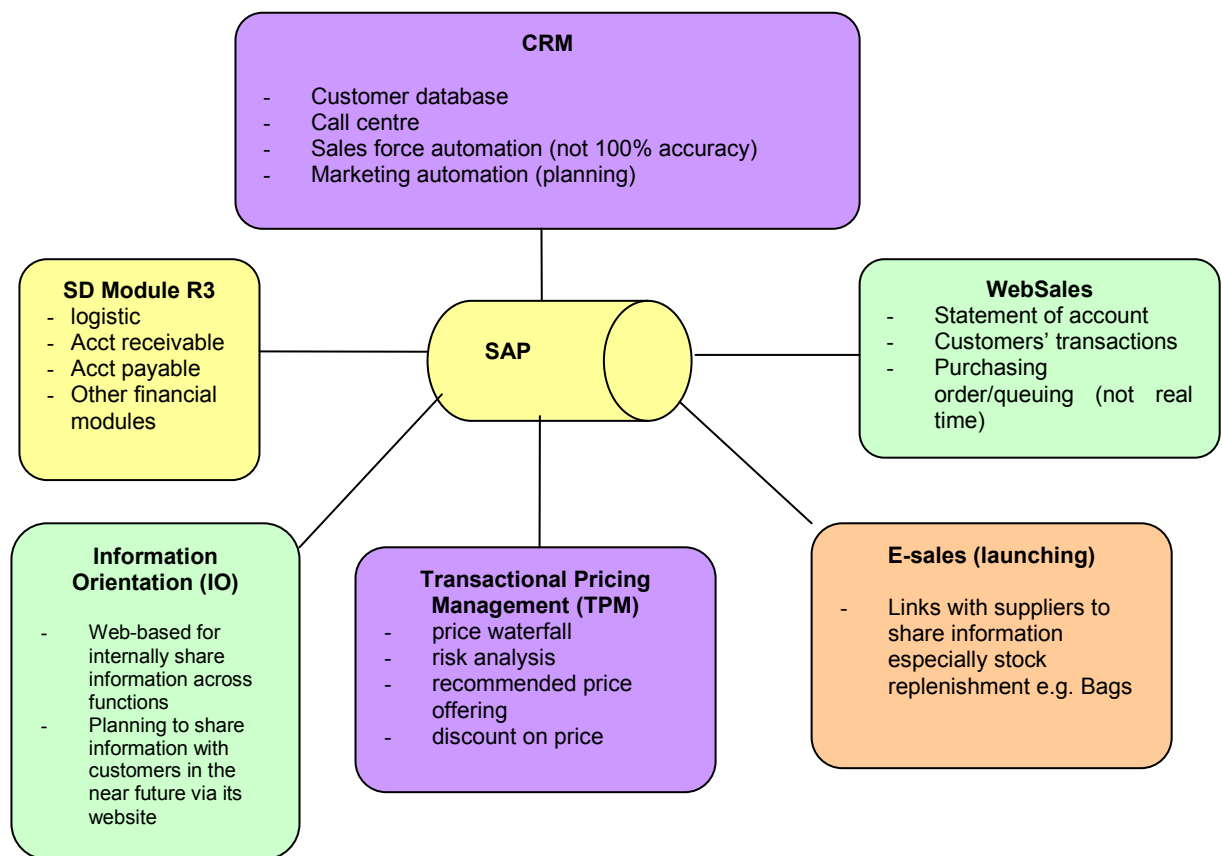 CRM
- Customer database
- Call centre
- Sales force automation (not 100% accuracy)
- Marketing automation (planning)
SD Module R3
- logistic
- Acct receivable
- Acct payable
- Other financial
modules
SAP
WebSales
- Statement of account
- Customers’ transactions
- Purchasing
order/queuing (not real
time)
Information
Orientation (IO)
- Web-based for
internally share
information across
functions
- Planning to share
information with
customers in the
near future via its
website
Transactional Pricing
Management (TPM)
- price waterfall
- risk analysis
- recommended price
offering
- discount on price
E-sales (launching)
- Links with suppliers to
share information
especially stock
replenishment e.g. Bags